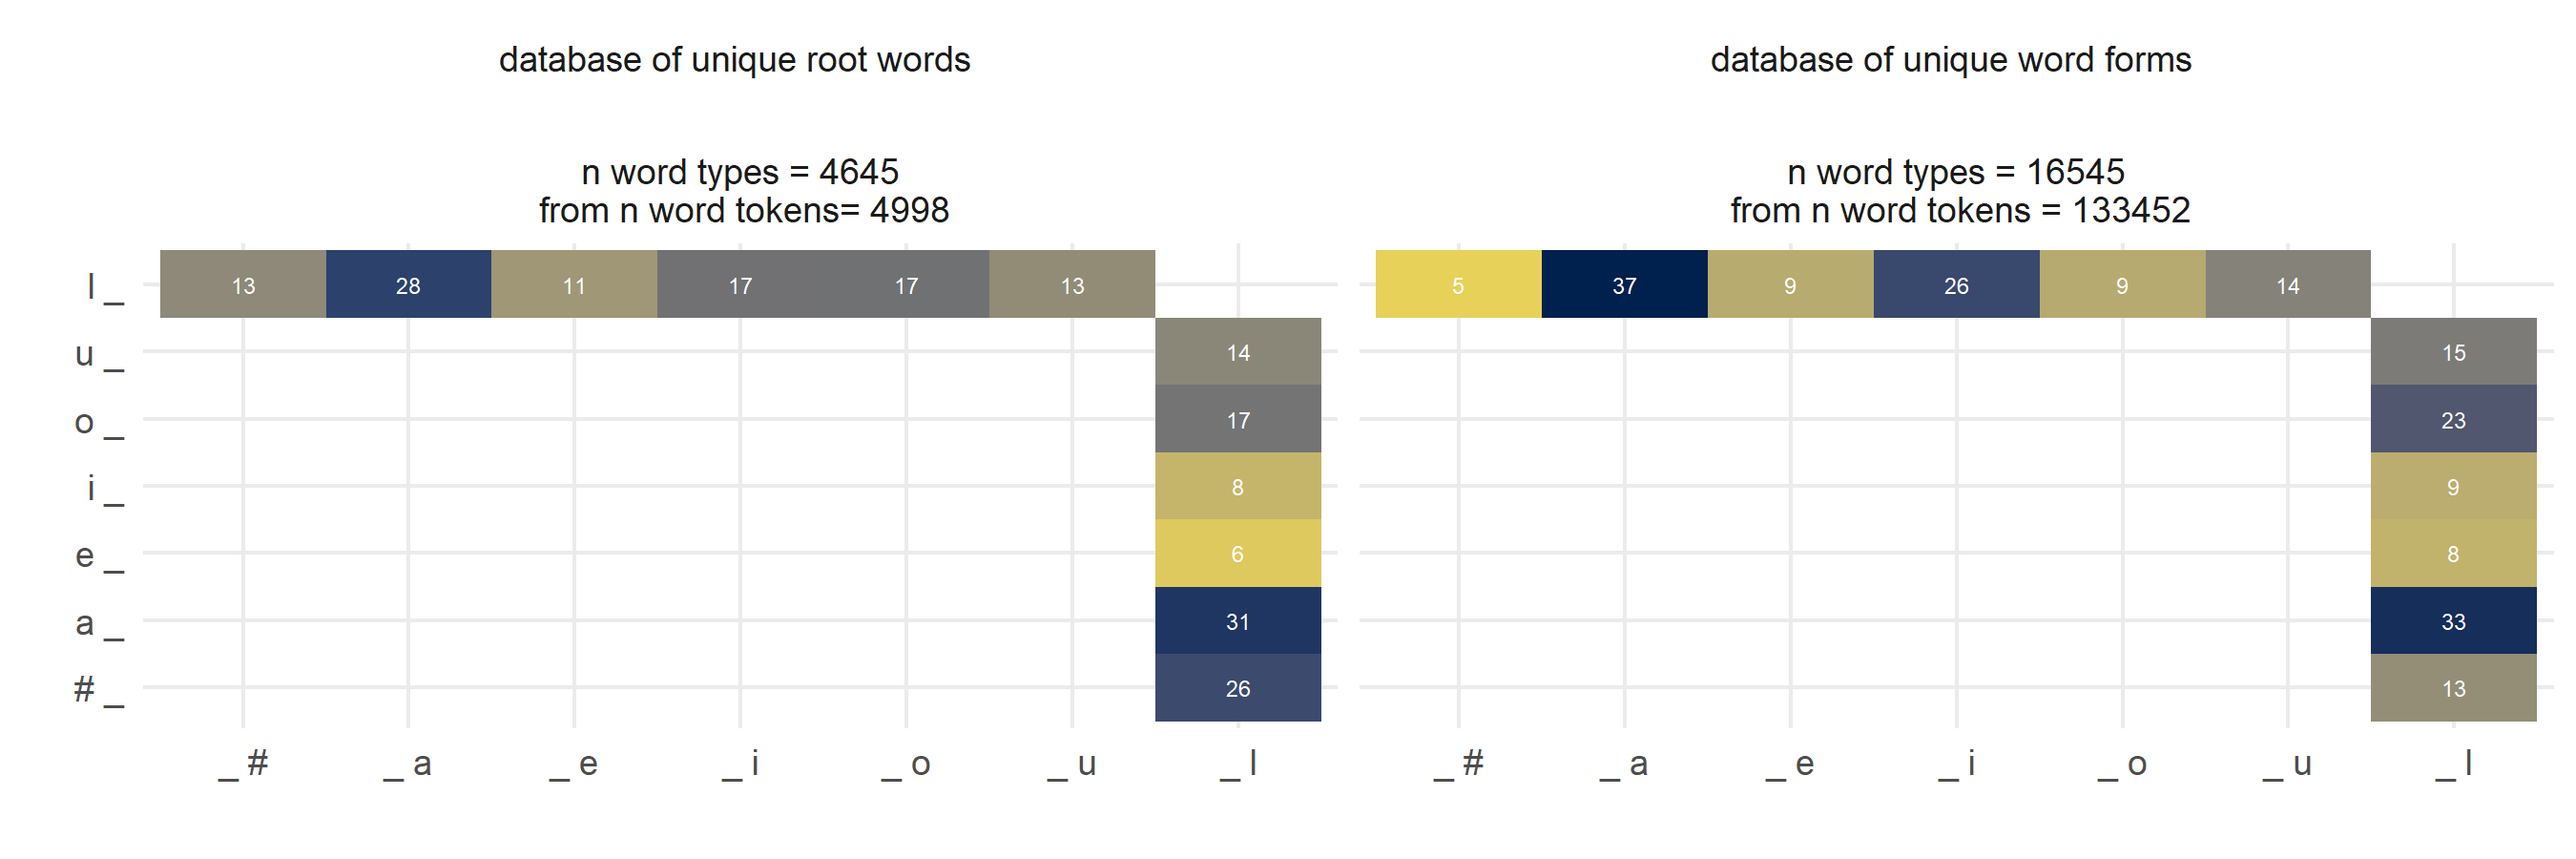 database of unique root words
database of unique word forms
n word types = 4645
from n word tokens= 4998
n word types = 16545
from n word tokens = 133452
l _ 13 28 11 17 17 13 5 37 9 26 9 14
u _ 14 15
o _ 17 23
i _ 8 9
e _ 6 8
a _ 31 33
# _ 26 13
_ # _ a _ e _ i _ o _ u _ l _ # _ a _ e _ i _ o _ u _ l